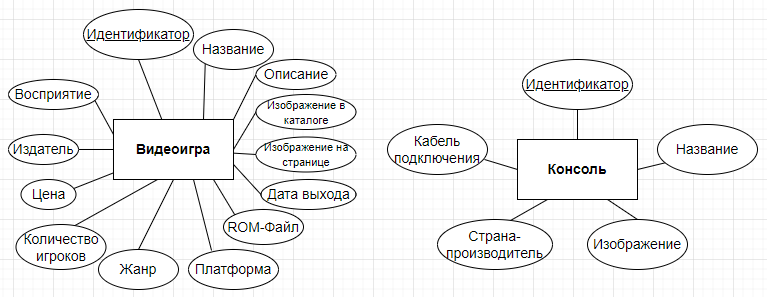 Идентификатор
Название
Описание
Изображение в
каталоге
Изображение на
странице
Дата выхода
ROM-Файл
Платформа
Жанр
Количество
игроков
Цена
Издатель
Восприятие
Видеоигра
Идентификатор
Кабель
подключения
Название
Консоль
Страна-
производитель
Изображение